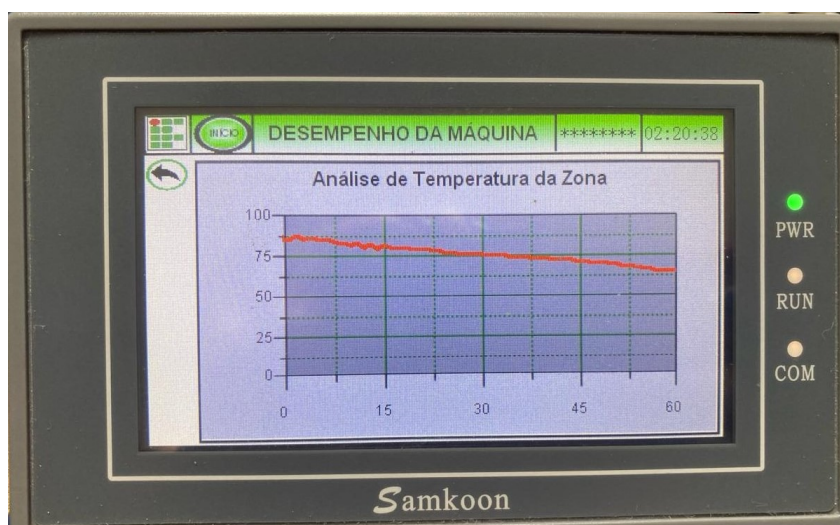 INÍCIO DESEMPENHO DA MÁQUINA ******** 02:20:38
Análise de Temperatura da Zona
100
75
50
25
0
0 15 30 45 60
PWR
RUN
COM
Samkoon